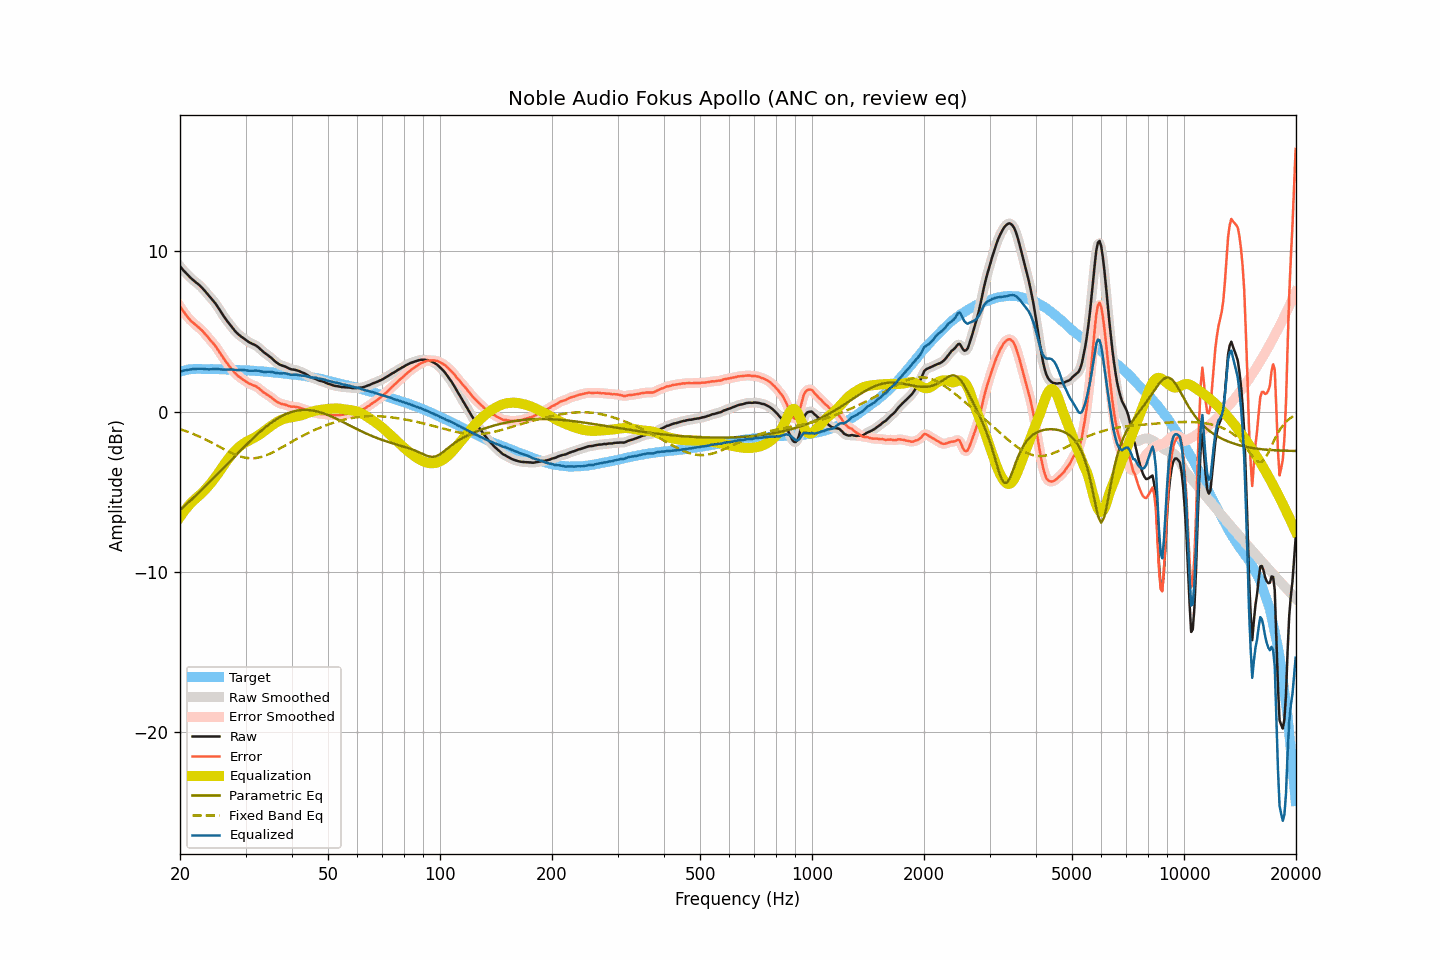 Noble Audio Fokus Apollo (ANC on, review eq)
Amplitude (dBr)
10
0
−10
−20
Target
Raw Smoothed
Error Smoothed
Raw
Error
Equalization
Parametric Eq
Fixed Band Eq
Equalized
20 50 100 200 500 1000 2000 5000 10000 20000
Frequency (Hz)